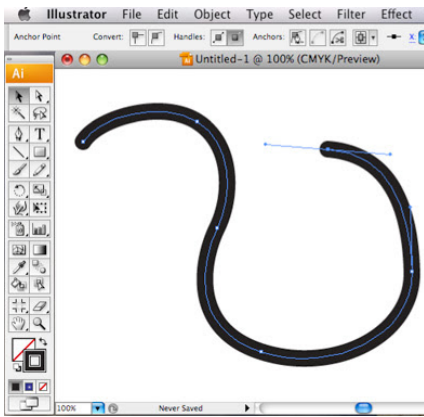 Illustrator File Edit Object Type Select Filter Effect
Anchor Point Convert: Handles: Anchors: X:
Untitled-1 @ 100% (CMYK/Preview)
Ai
T
100% Never Saved